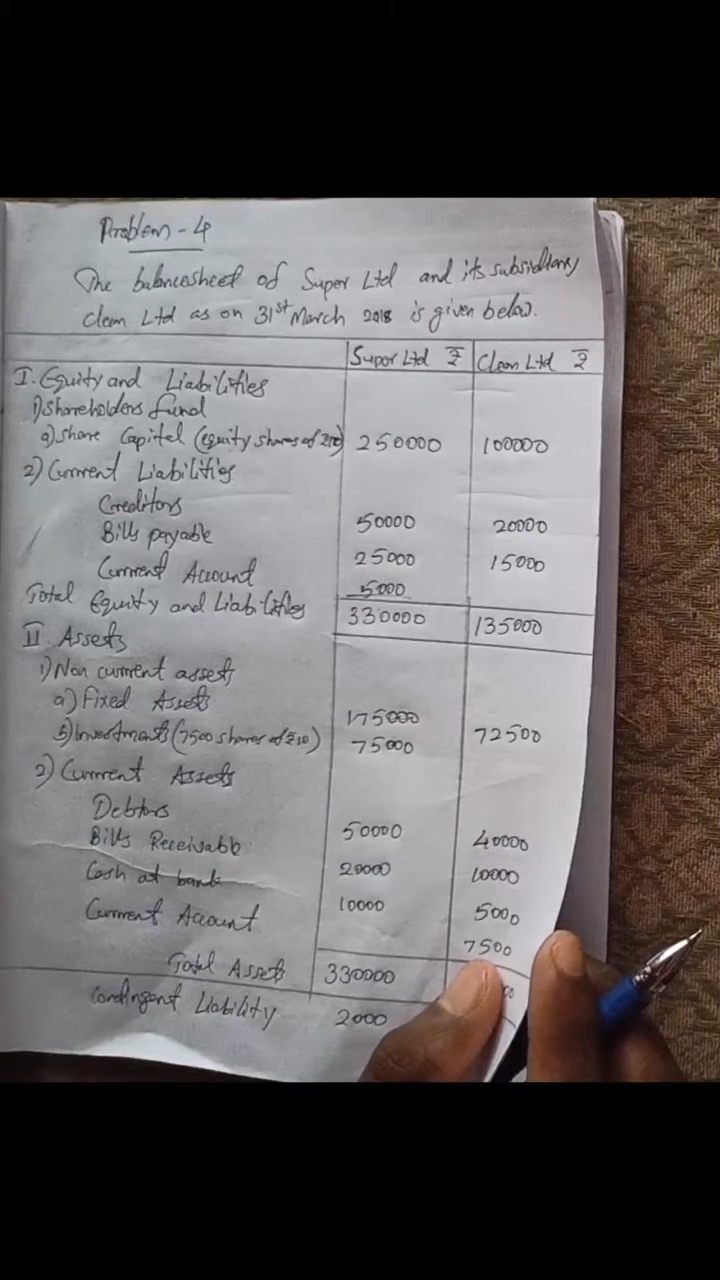 Problem - 4
The balancesheet of Super Ltd and its subsidiary
Clean Ltd as on 31st March 2018 is given below.
Super Ltd ₹ Clean Ltd ₹
I. Equity and Liabilities
1) Shareholders fund
a) Share Capital (equity shares of ₹10) 250000 100000
2) Current Liabilities
Creditors 50000 20000
Bills payable 25000 15000
Current Account 5000
Total Equity and Liabilities 330000 135000
II Assets
1) Non current assets
a) Fixed Assets 175000 72500
b) Investments (7500 shares of ₹10) 75000
2) Current Assets
Debtors 50000 40000
Bills Receivable 20000 10000
Cash at bank 10000 5000
Current Account 7500
Total Assets 330000
Contingent Liability 2000